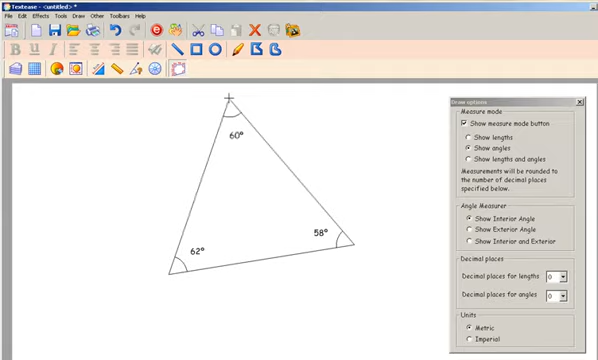 Textease - <untitled> *
File Edit Effects Tools Draw Other Toolbars Help
B U I
60°
62°
58°
Draw options
Measure mode
Show measure mode button
Show lengths
Show angles
Show lengths and angles
Measurements will be rounded
to the number of decimal places
specified below.
Angle Measurer
Show Interior Angle
Show Exterior Angle
Show Interior and Exterior
Decimal places
Decimal places for lengths 0
Decimal places for angles 0
Units
Metric
Imperial